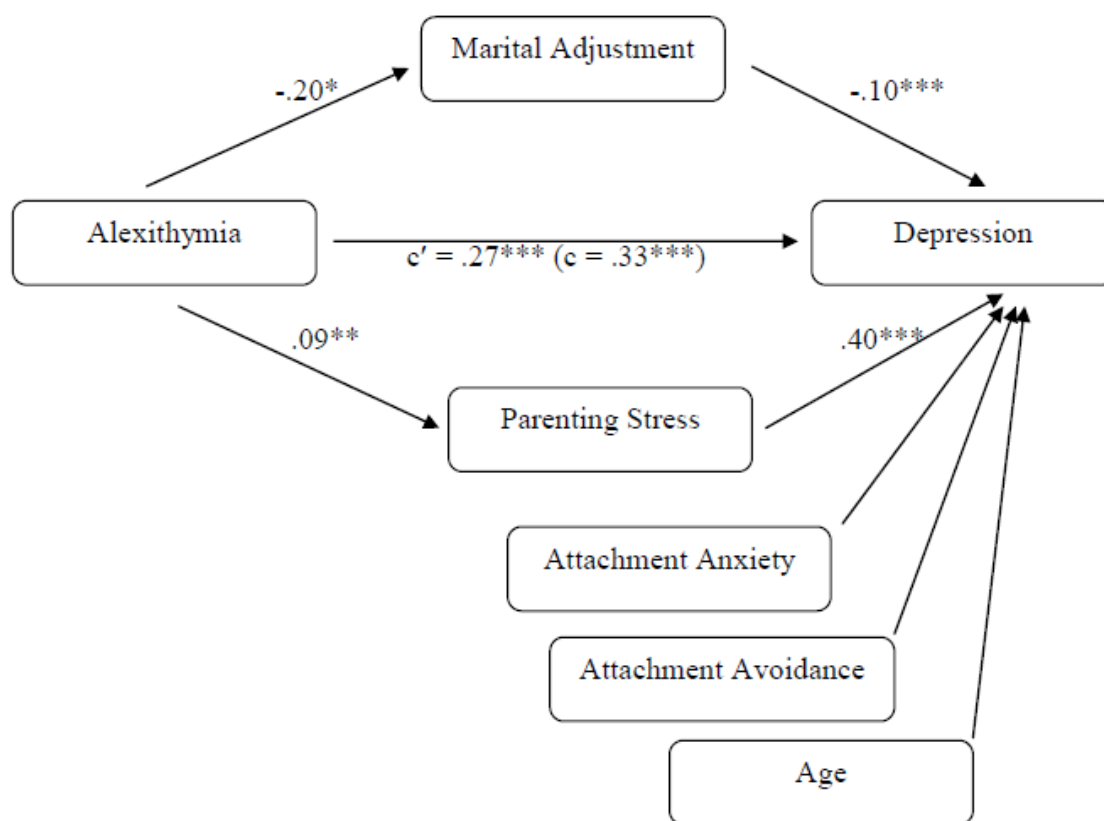 Marital Adjustment
-.20*
-.10***
Alexithymia
Depression
c′ = .27*** (c = .33***)
.09**
.40***
Parenting Stress
Attachment Anxiety
Attachment Avoidance
Age